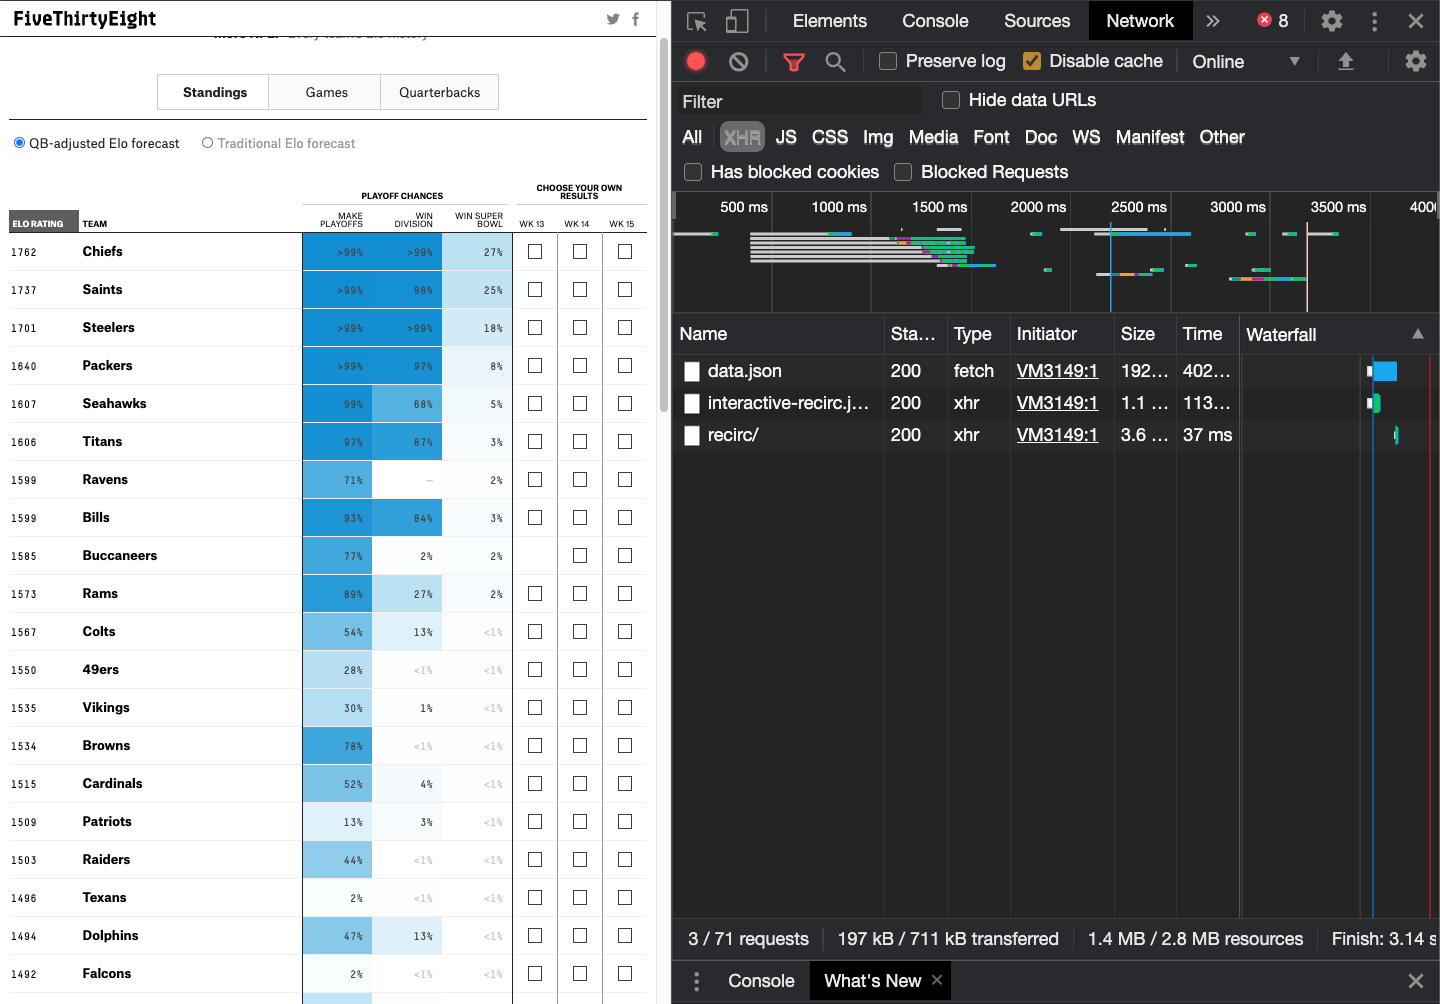 FiveThirtyEight
Standings
Games
Quarterbacks
QB-adjusted Elo forecast
Traditional Elo forecast
PLAYOFF CHANCES
CHOOSE YOUR OWN
RESULTS
ELO RATING TEAM MAKE PLAYOFFS WIN DIVISION WIN SUPER BOWL WK 13 WK 14 WK 15
1762 Chiefs >99% >99% 27%
1737 Saints >99% 98% 25%
1701 Steelers >99% >99% 18%
1640 Packers >99% 97% 8%
1607 Seahawks 99% 68% 5%
1606 Titans 97% 87% 3%
1599 Ravens 71% — 2%
1599 Bills 93% 84% 3%
1585 Buccaneers 77% 2% 2%
1573 Rams 89% 27% 2%
1567 Colts 54% 13% <1%
1550 49ers 28% <1% <1%
1535 Vikings 30% 1% <1%
1534 Browns 78% <1% <1%
1515 Cardinals 52% 4% <1%
1509 Patriots 13% 3% <1%
1503 Raiders 44% <1% <1%
1496 Texans 2% <1% <1%
1494 Dolphins 47% 13% <1%
1492 Falcons 2% <1% <1%
Elements Console Sources Network » 8
Preserve log Disable cache Online
Filter Hide data URLs
All XHR JS CSS Img Media Font Doc WS Manifest Other
Has blocked cookies Blocked Requests
500 ms 1000 ms 1500 ms 2000 ms 2500 ms 3000 ms 3500 ms 400
Name Sta... Type Initiator Size Time Waterfall
data.json 200 fetch VM3149:1 192... 402...
interactive-recirc.j... 200 xhr VM3149:1 1.1 ... 113...
recirc/ 200 xhr VM3149:1 3.6 ... 37 ms
3 / 71 requests 197 kB / 711 kB transferred 1.4 MB / 2.8 MB resources Finish: 3.14 s
Console What's New